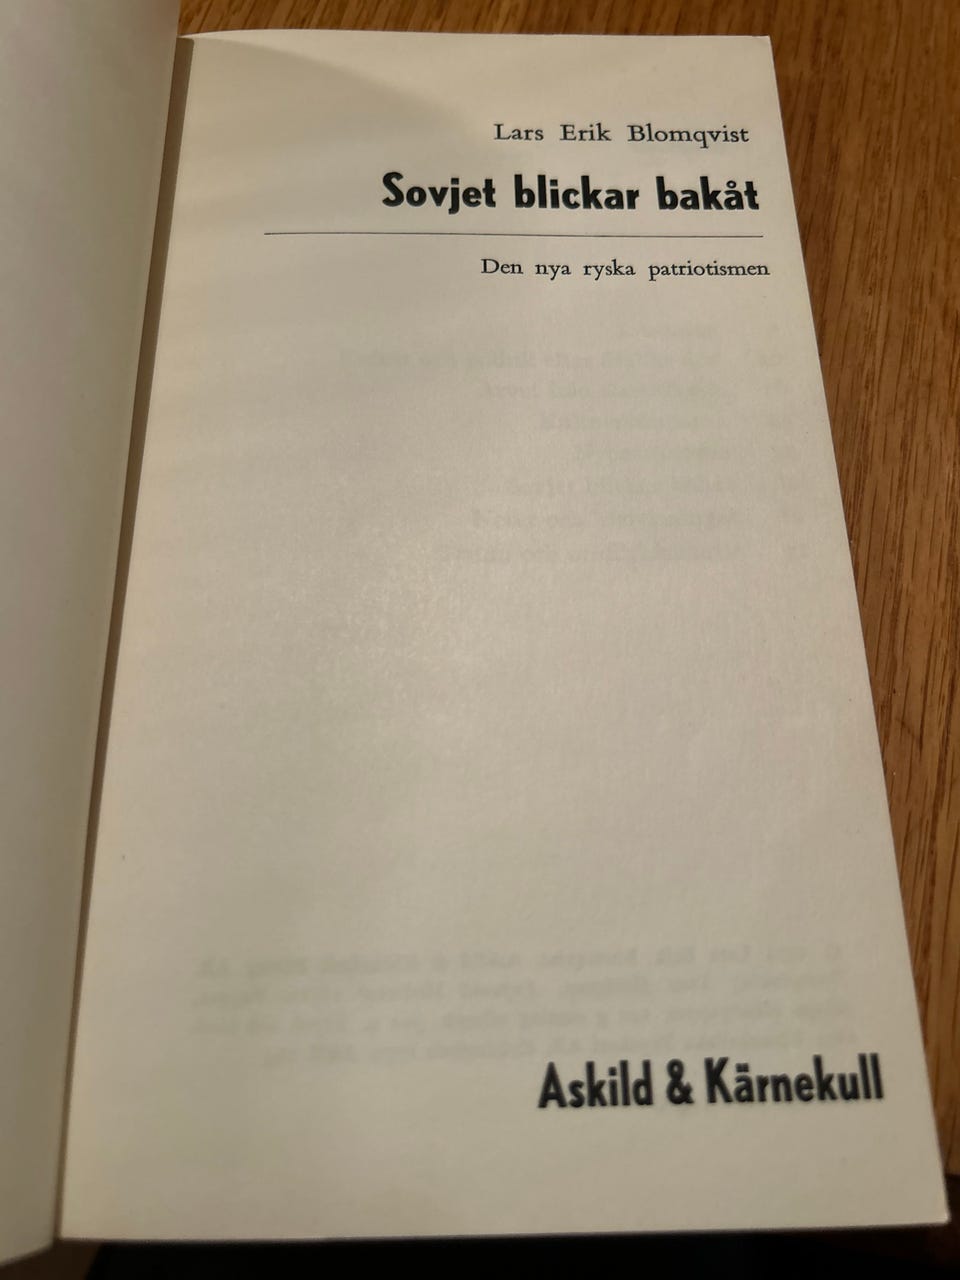 Lars Erik Blomqvist
Sovjet blickar bakåt
Den nya ryska patriotismen
Askild & Kärnekull